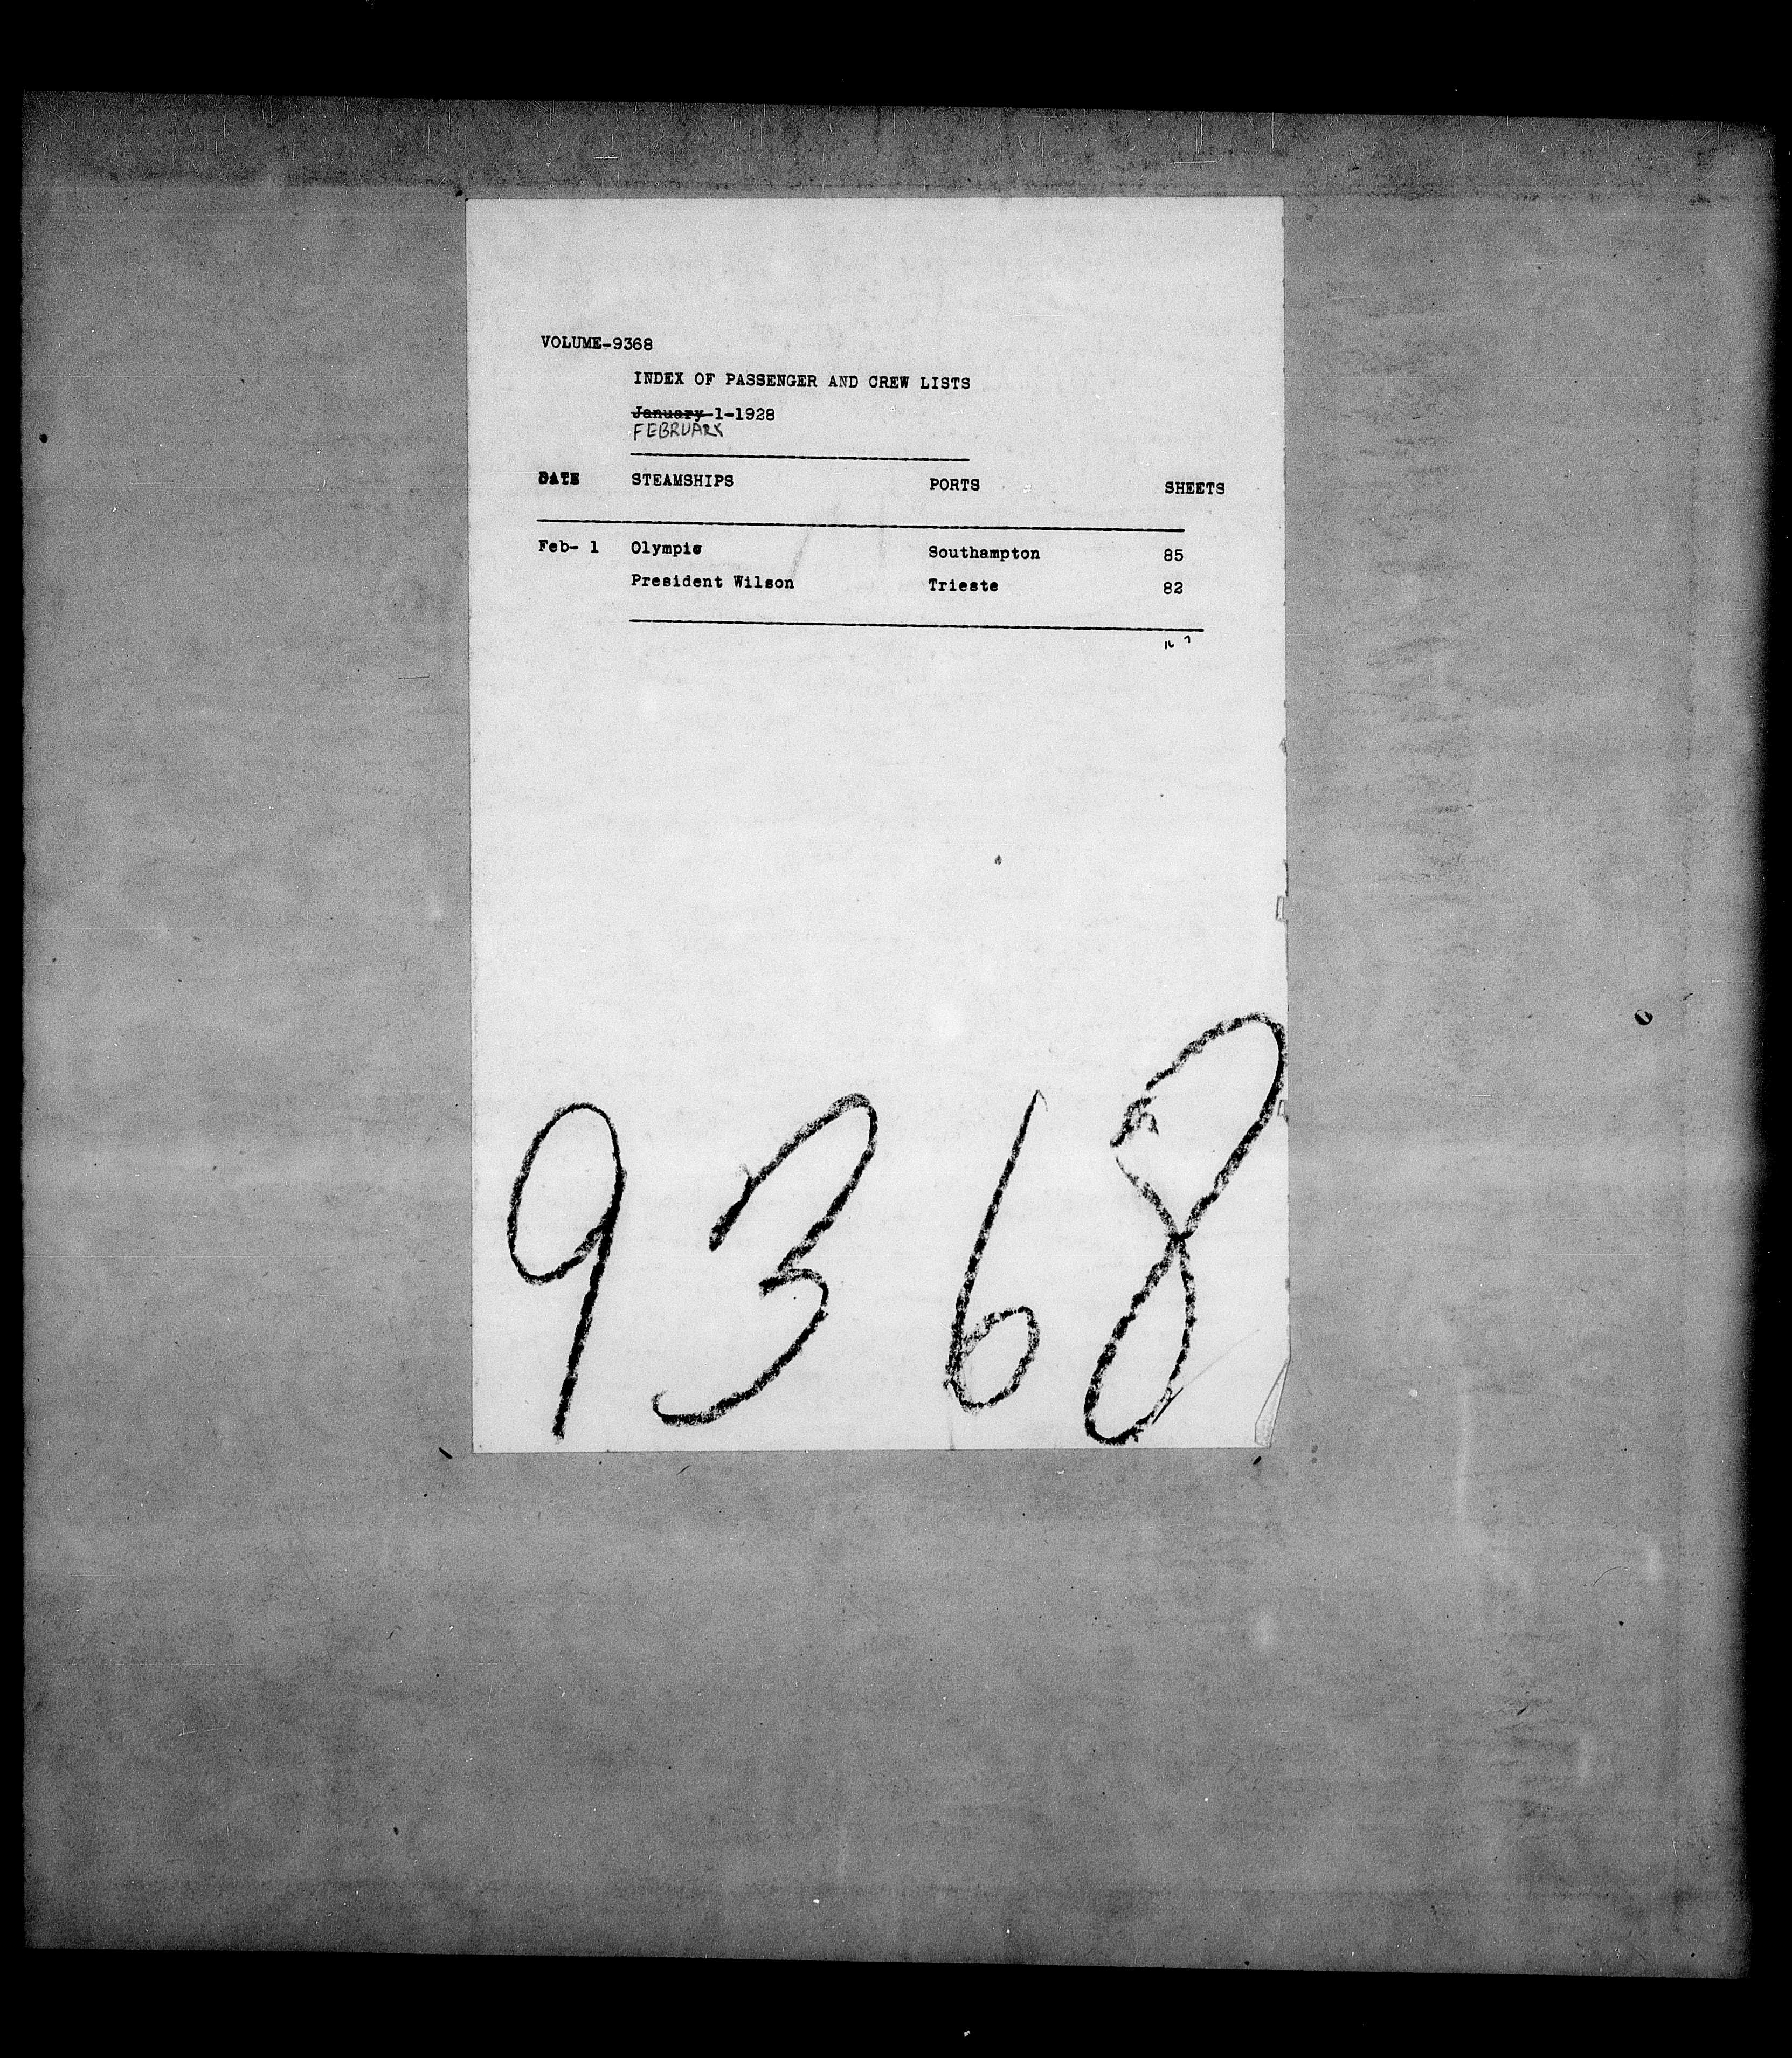 VOLUME-9368
INDEX OF PASSENGER AND CREW LISTS
January 1-1928
FEBRUARY
DATE STEAMSHIPS PORTS SHEETS
Feb- 1 Olympic Southampton 85
President Wilson Trieste 82
9368